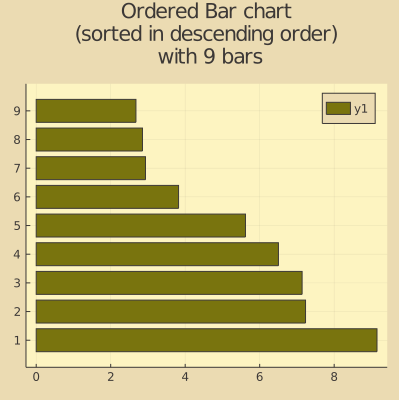 Ordered Bar chart
(sorted in descending order)
with 9 bars
y1
9
8
7
6
5
4
3
2
1
0 2 4 6 8